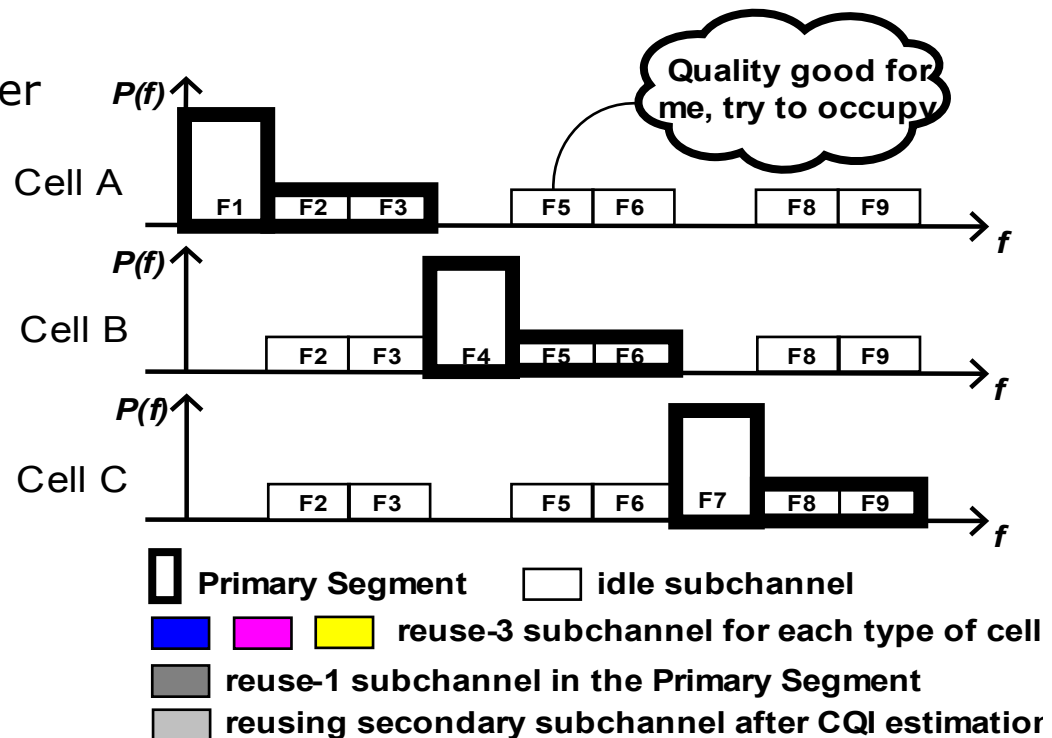 er
P(f)
Quality good for
me, try to occupy
Cell A
F1 F2 F3 F5 F6 F8 F9
f
P(f)
Cell B
F2 F3 F4 F5 F6 F8 F9
f
P(f)
Cell C
F2 F3 F5 F6 F7 F8 F9
f
Primary Segment idle subchannel
reuse-3 subchannel for each type of cell
reuse-1 subchannel in the Primary Segment
reusing secondary subchannel after CQI estimation